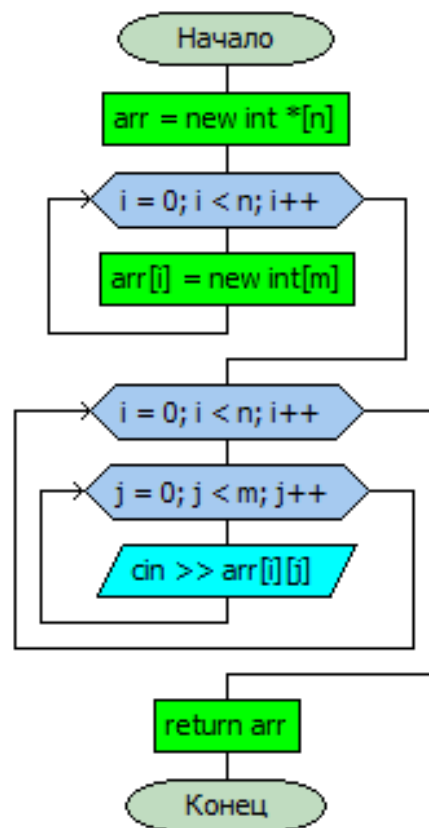 Начало
arr = new int *[n]
i = 0; i < n; i++
arr[i] = new int[m]
i = 0; i < n; i++
j = 0; j < m; j++
cin >> arr[i][j]
return arr
Конец